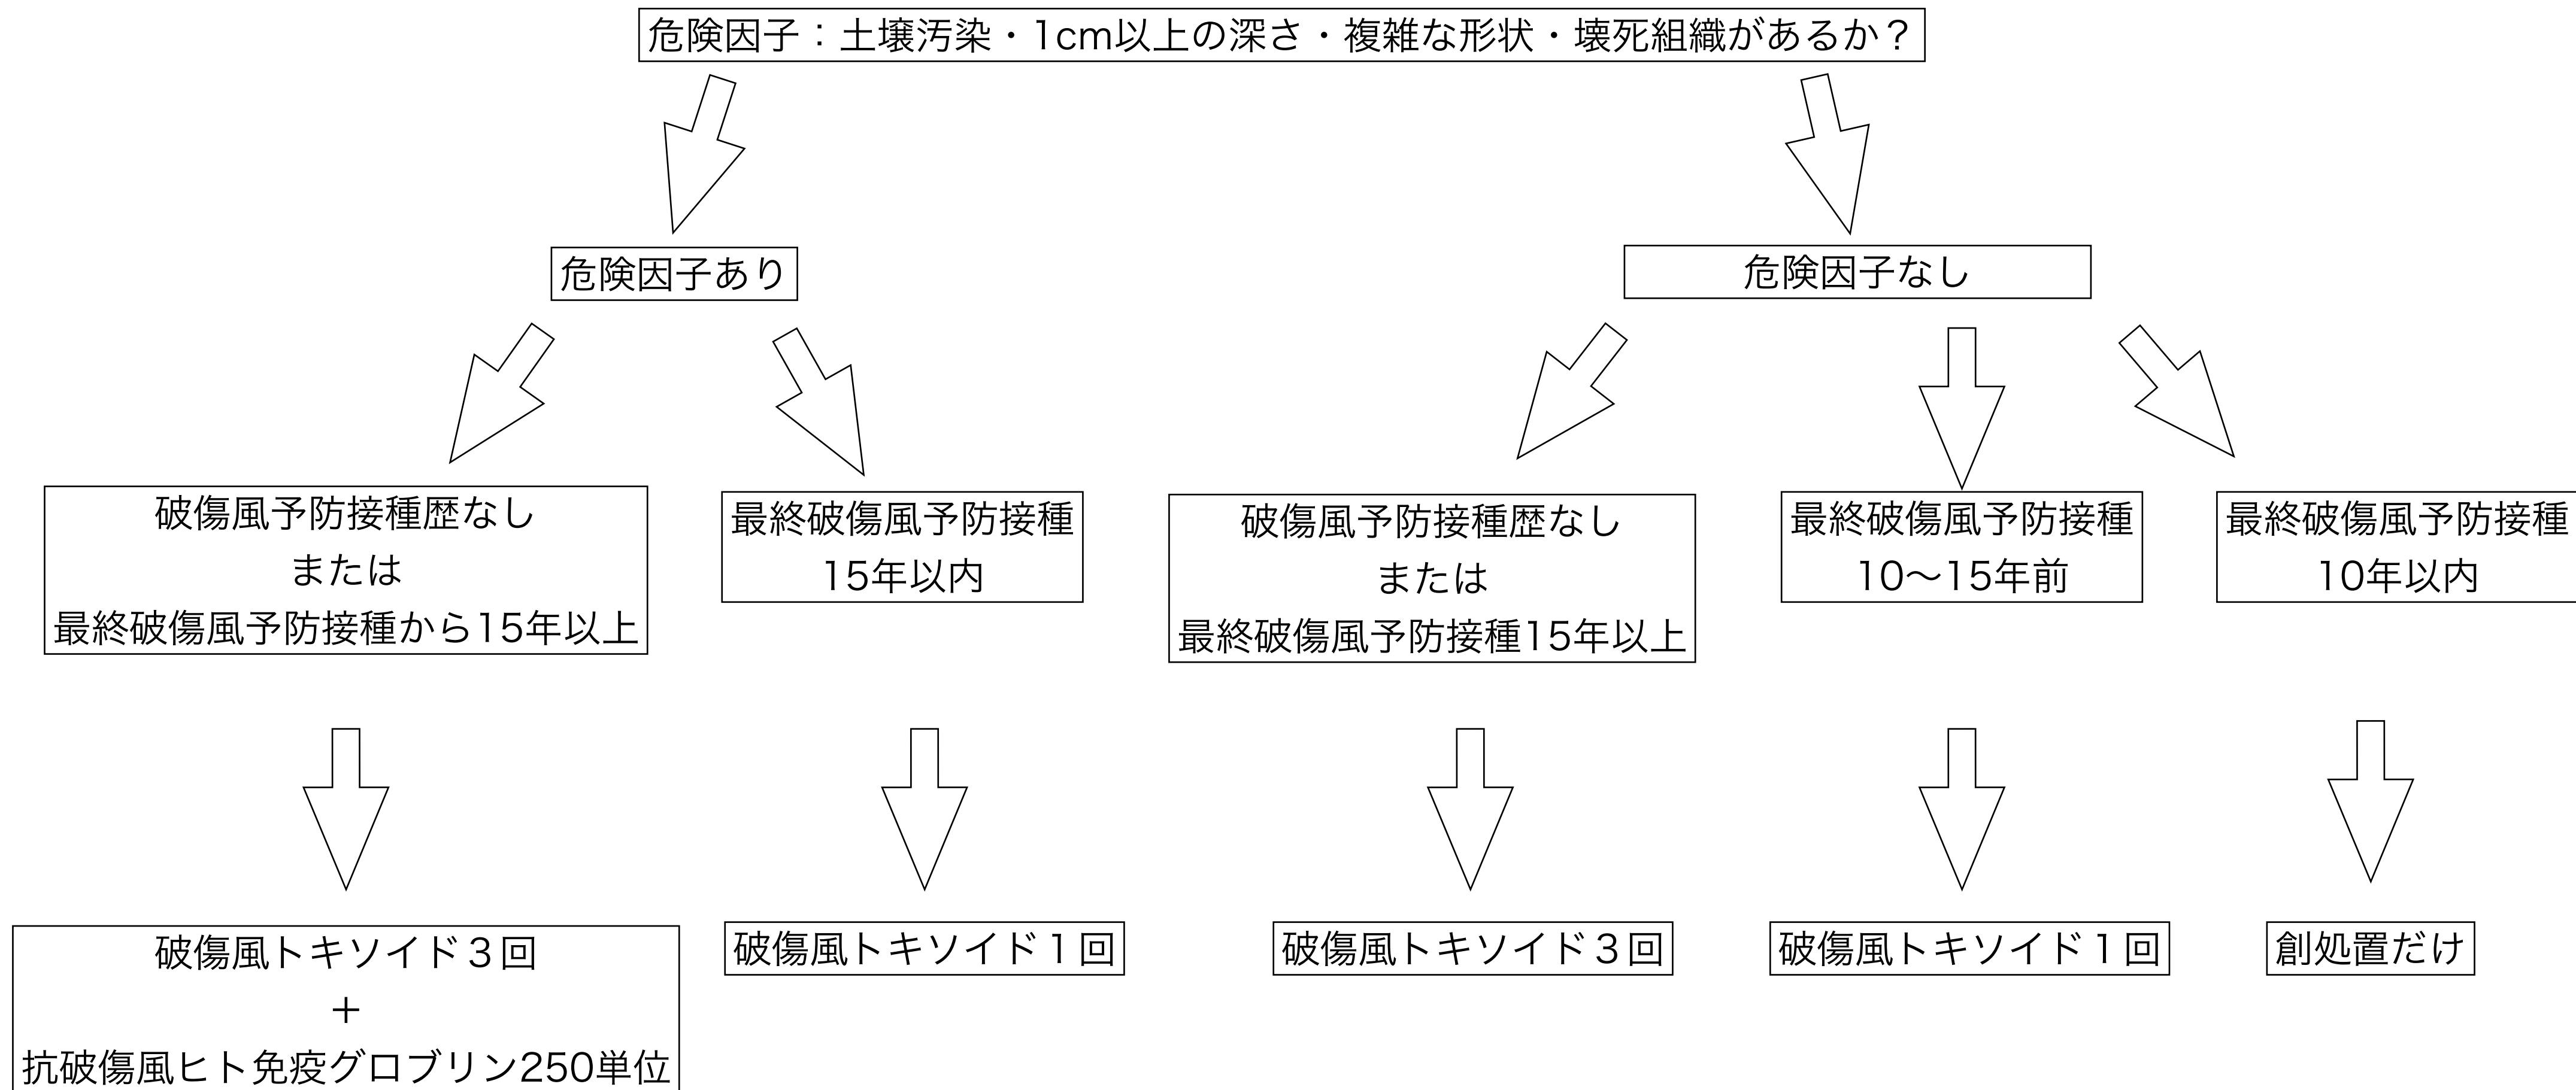 危険因子：土壌汚染・1cm以上の深さ・複雑な形状・壊死組織があるか？
危険因子あり
危険因子なし
破傷風予防接種歴なし
または
最終破傷風予防接種から15年以上
最終破傷風予防接種
15年以内
破傷風予防接種歴なし
または
最終破傷風予防接種15年以上
最終破傷風予防接種
10〜15年前
最終破傷風予防接種
10年以内
破傷風トキソイド３回
＋
抗破傷風ヒト免疫グロブリン250単位
破傷風トキソイド１回
破傷風トキソイド３回
破傷風トキソイド１回
創処置だけ